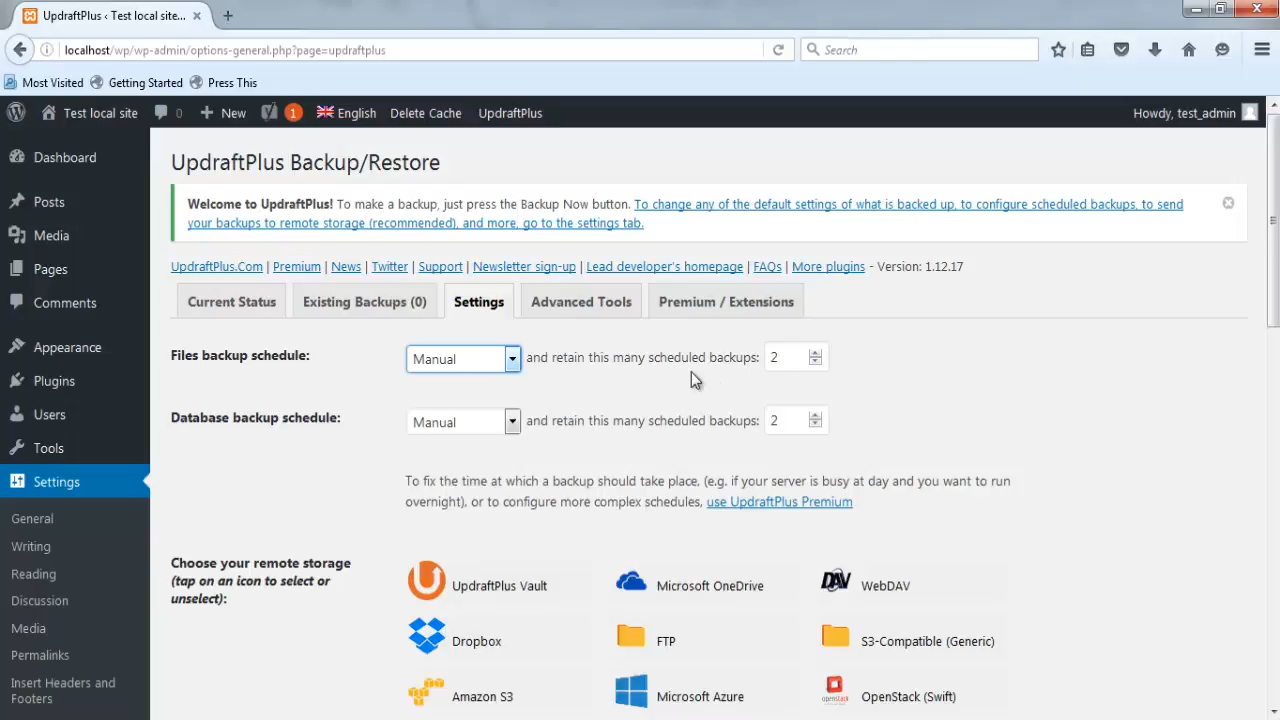 UpdraftPlus ‹ Test local site...
localhost/wp/wp-admin/options-general.php?page=updraftplus
Search
Most Visited
Getting Started
Press This
Test local site
0
New
1
English
Delete Cache
UpdraftPlus
Howdy, test_admin
Dashboard
Posts
Media
Pages
Comments
Appearance
Plugins
Users
Tools
Settings
General
Writing
Reading
Discussion
Media
Permalinks
Insert Headers and
Footers
UpdraftPlus Backup/Restore
Welcome to UpdraftPlus! To make a backup, just press the Backup Now button. To change any of the default settings of what is backed up, to configure scheduled backups, to send
your backups to remote storage (recommended), and more, go to the settings tab.
UpdraftPlus.Com | Premium | News | Twitter | Support | Newsletter sign-up | Lead developer's homepage | FAQs | More plugins - Version: 1.12.17
Current Status
Existing Backups (0)
Settings
Advanced Tools
Premium / Extensions
Files backup schedule: Manual and retain this many scheduled backups: 2
Database backup schedule: Manual and retain this many scheduled backups: 2
To fix the time at which a backup should take place, (e.g. if your server is busy at day and you want to run
overnight), or to configure more complex schedules, use UpdraftPlus Premium
Choose your remote storage
(tap on an icon to select or
unselect):
UpdraftPlus Vault
Microsoft OneDrive
DAV
WebDAV
Dropbox
FTP
S3-Compatible (Generic)
Amazon S3
Microsoft Azure
openstack
OpenStack (Swift)